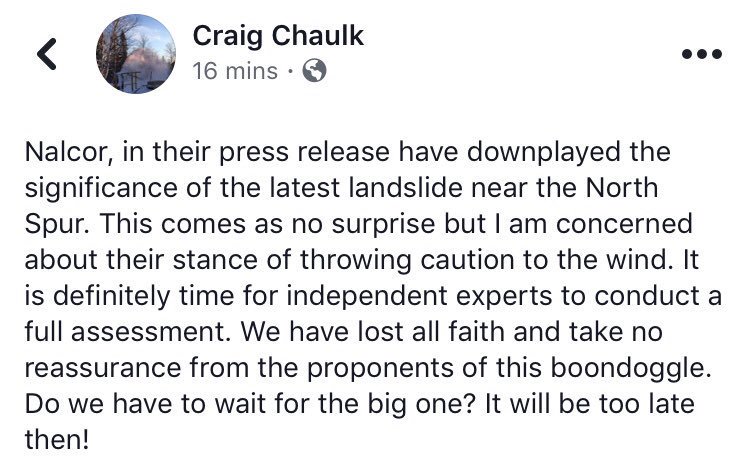 Craig Chaulk
16 mins ·
Nalcor, in their press release have downplayed the
significance of the latest landslide near the North
Spur. This comes as no surprise but I am concerned
about their stance of throwing caution to the wind. It
is definitely time for independent experts to conduct a
full assessment. We have lost all faith and take no
reassurance from the proponents of this boondoggle.
Do we have to wait for the big one? It will be too late
then!